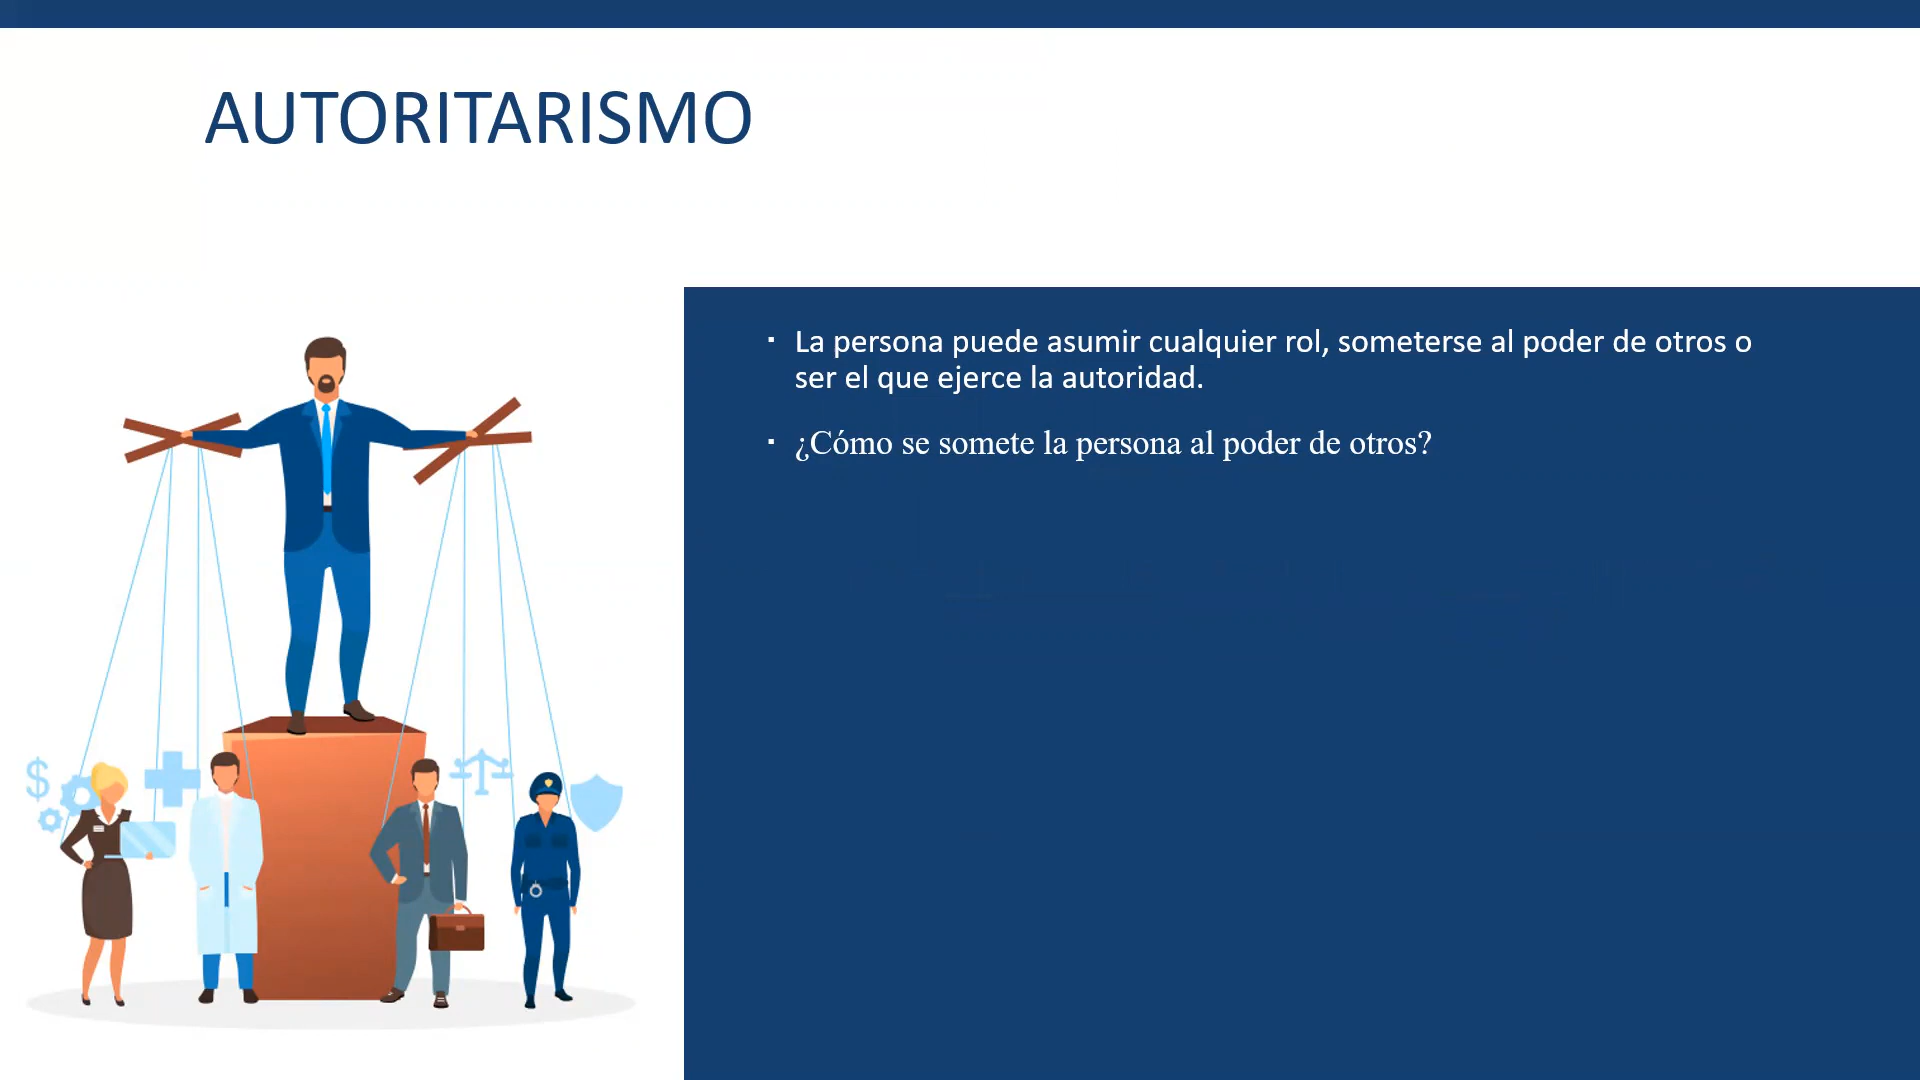 AUTORITARISMO
▪ La persona puede asumir cualquier rol, someterse al poder de otros o
ser el que ejerce la autoridad.
▪ ¿Cómo se somete la persona al poder de otros?
$